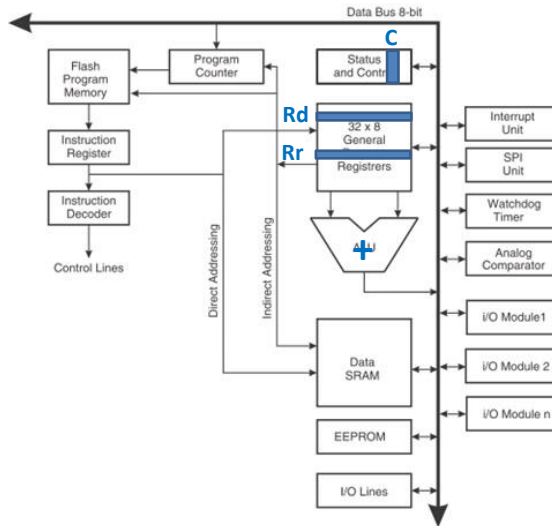 Data Bus 8-bit
C
Flash
Program
Memory
Program
Counter
Status
and
Rd
32 x 8
General
Rr
Registrers
Instruction
Register
Instruction
Decoder
Control Lines
Direct Addressing
Indirect Addressing
+
Interrupt
Unit
SPI
Unit
Watchdog
Timer
Analog
Comparator
i/O Module1
Data
SRAM
i/O Module 2
i/O Module n
EEPROM
I/O Lines